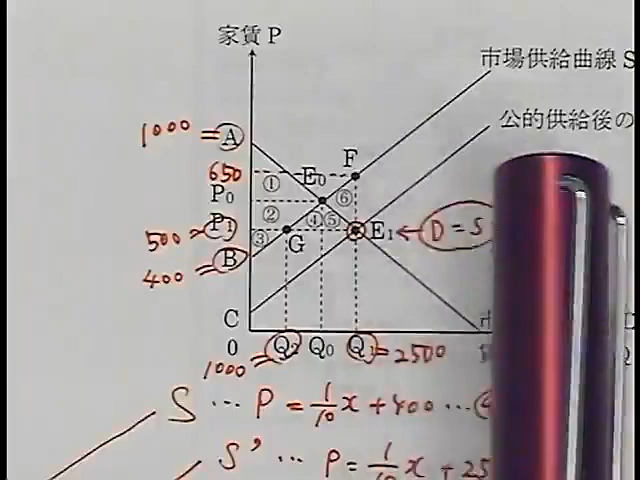 家賃 P
市場供給曲線 S
1000 = A
公的供給後の
650 ① E₀ F
P₀ ⑥
② ④ ⑤
500 = P₁ ③ G E₁ ← D = S
400 = B
C
0 Q₂ Q₀ Q₁ = 2500
1000 =
S … P = 1/10 x + 400 …
S' … P = 1/10 x + 25